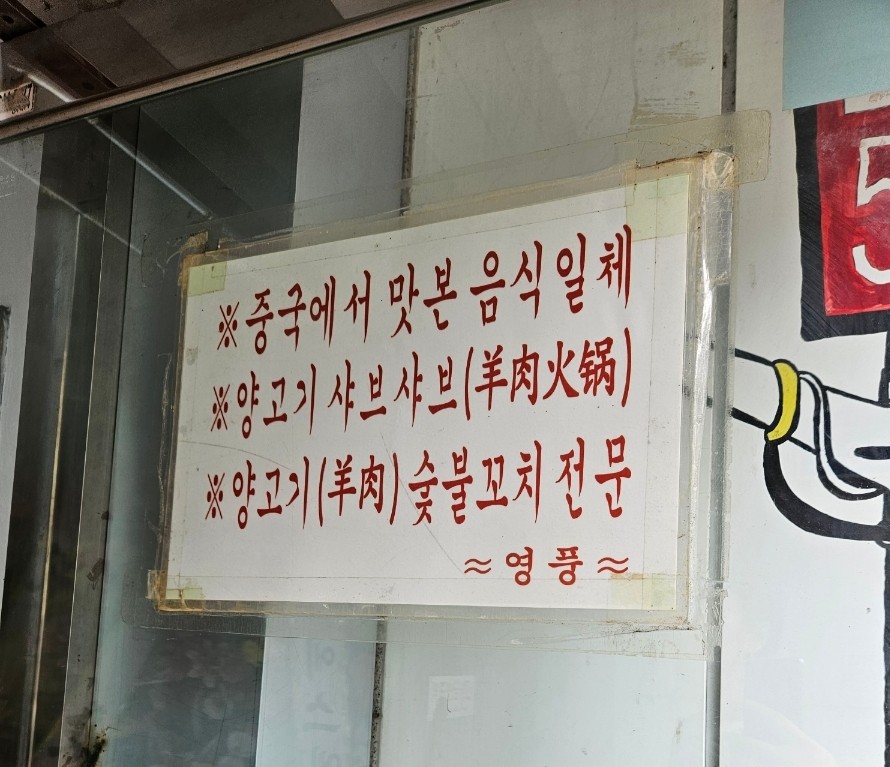 ※중국에서 맛본 음식일체
※양고기 샤브샤브(羊肉火锅)
※양고기(羊肉)숯불꼬치전문
≈영풍≈
5